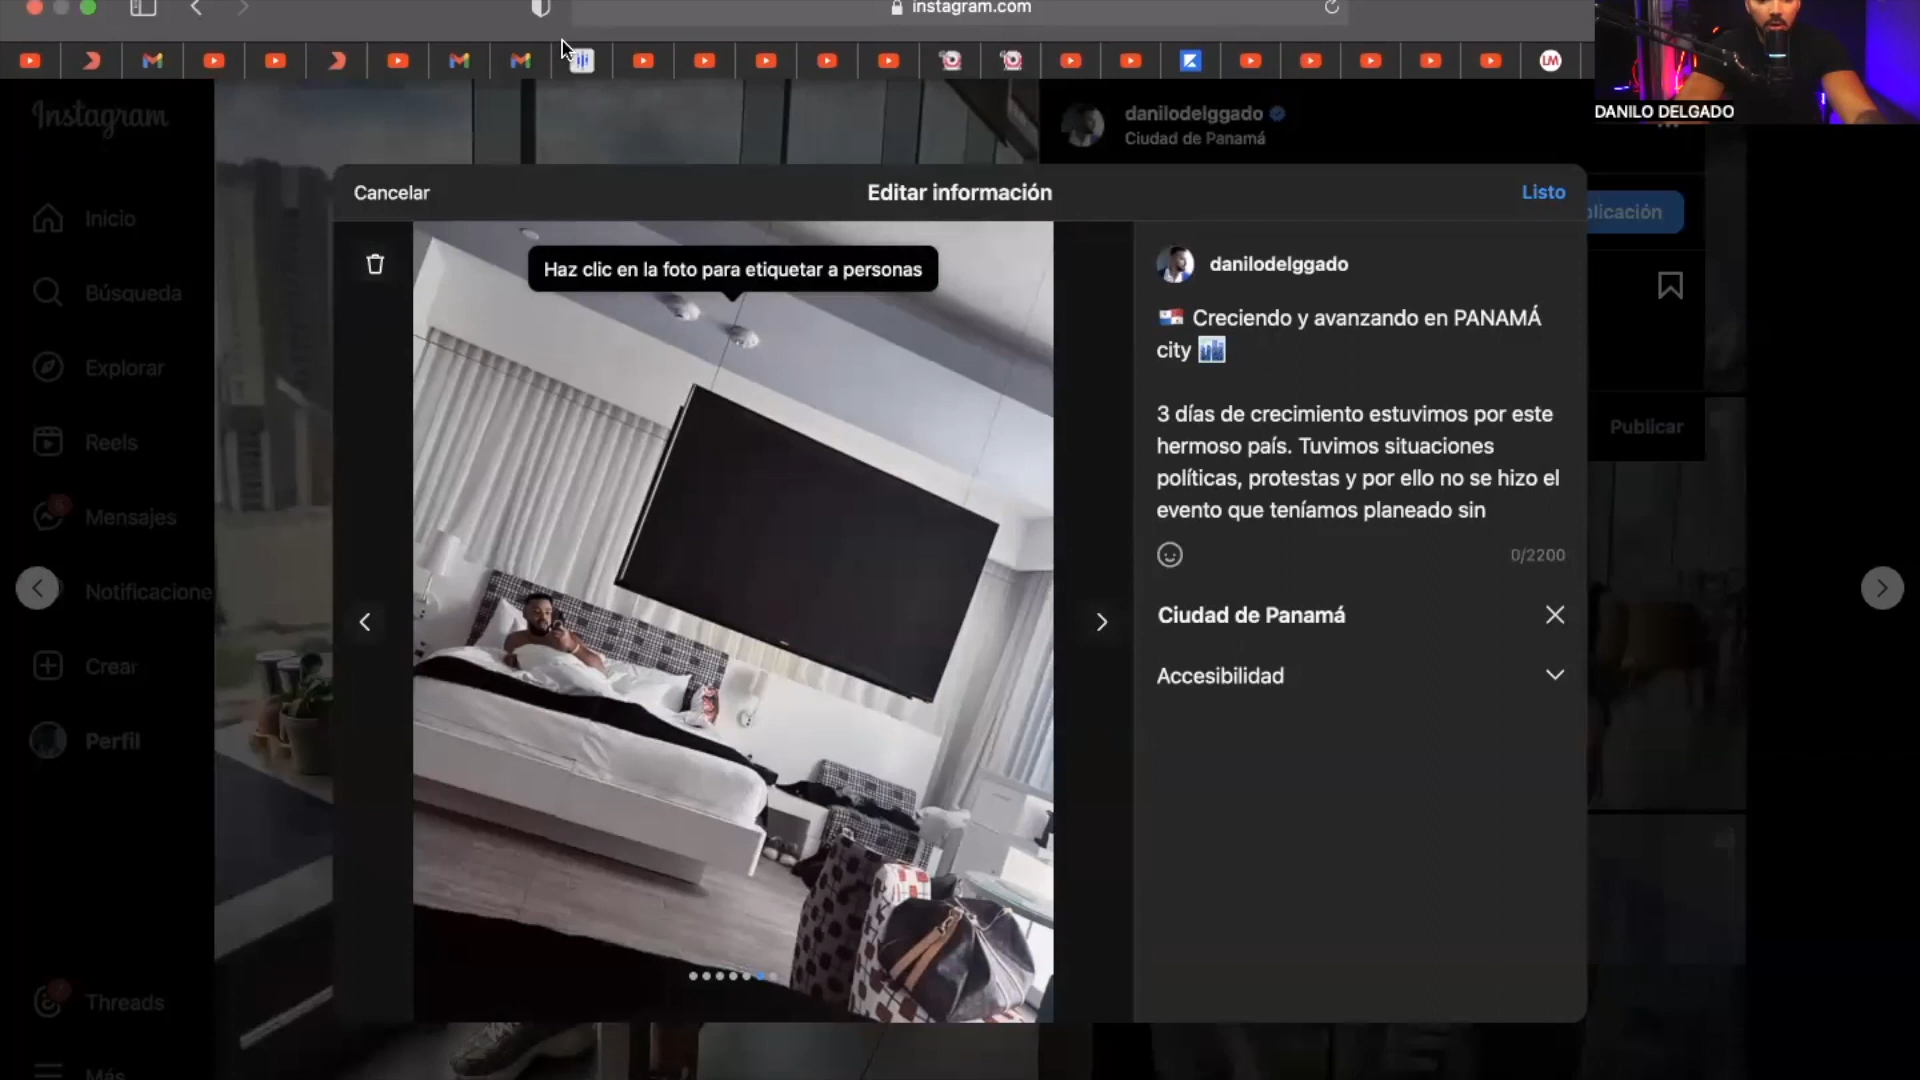 instagram.com
LM
DANILO DELGADO
Instagram
danilodelggado
Ciudad de Panamá
Inicio
Búsqueda
Explorar
Reels
Mensajes
Notificacione
Crear
Perfil
Threads
Más
Cancelar
Editar información
Listo
blicación
Publicar
Haz clic en la foto para etiquetar a personas
danilodelggado
🇵🇦 Creciendo y avanzando en PANAMÁ
city 🏙️
3 días de crecimiento estuvimos por este
hermoso país. Tuvimos situaciones
políticas, protestas y por ello no se hizo el
evento que teníamos planeado sin
0/2200
Ciudad de Panamá
Accesibilidad